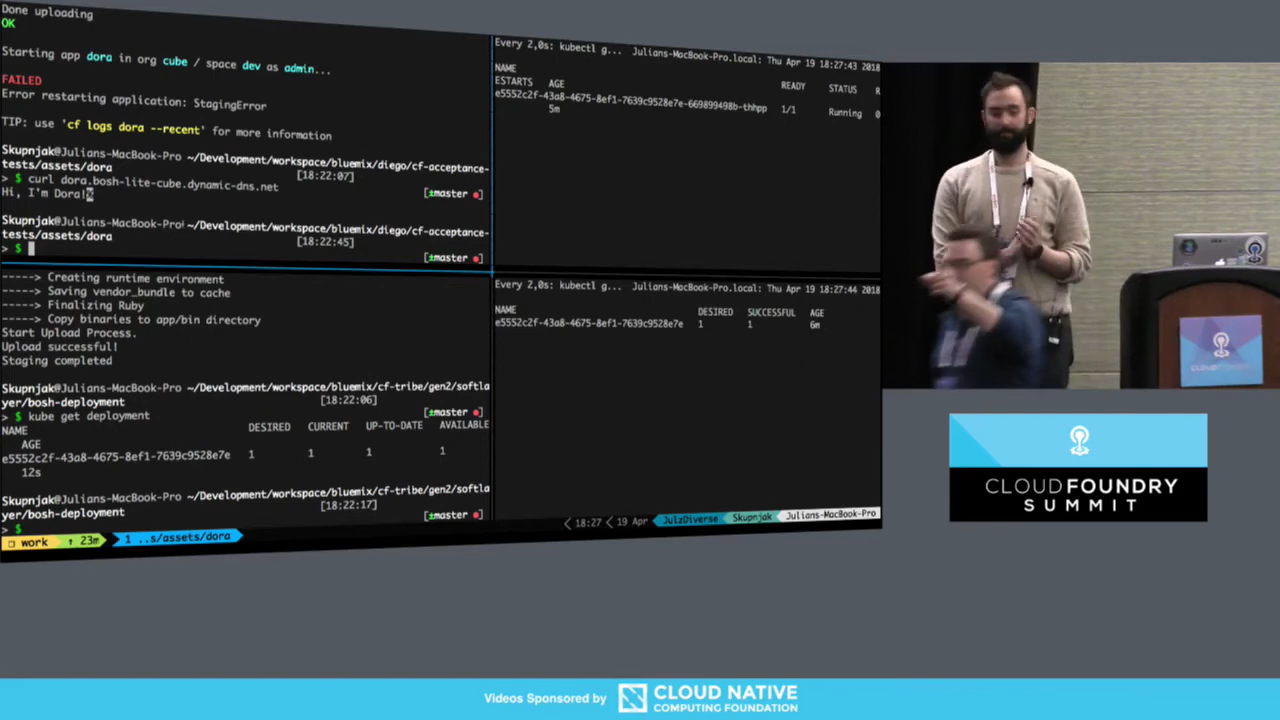 Done uploading
OK
Starting app dora in org cube / space dev as admin...
FAILED
Error restarting application: StagingError
TIP: use 'cf logs dora --recent' for more information
Skupnjak@Julians-MacBook-Pro ~/Development/workspace/bluemix/diego/cf-acceptance-
tests/assets/dora [18:22:07]
> $ curl dora.bosh-lite-cube.dynamic-dns.net [±master ●]
Hi, I'm Dora!%
Skupnjak@Julians-MacBook-Pro ~/Development/workspace/bluemix/diego/cf-acceptance-
tests/assets/dora [18:22:45]
> $ [±master ●]
-----> Creating runtime environment
-----> Saving vendor_bundle to cache
-----> Finalizing Ruby
-----> Copy binaries to app/bin directory
Start Upload Process.
Upload successful!
Staging completed
Skupnjak@Julians-MacBook-Pro ~/Development/workspace/bluemix/cf-tribe/gen2/softla
yer/bosh-deployment [18:22:06]
> $ kube get deployment [±master ●]
NAME DESIRED CURRENT UP-TO-DATE AVAILABLE
AGE
e5552c2f-43a8-4675-8ef1-7639c9528e7e 1 1 1 1
12s
Skupnjak@Julians-MacBook-Pro ~/Development/workspace/bluemix/cf-tribe/gen2/softla
yer/bosh-deployment [18:22:17]
> $ [±master ●]
work ↑ 23m 1 ..s/assets/dora
Every 2,0s: kubectl g... Julians-MacBook-Pro.local: Thu Apr 19 18:27:43 2018
NAME READY STATUS R
ESTARTS AGE
e5552c2f-43a8-4675-8ef1-7639c9528e7e-669899498b-thhpp 1/1 Running 0
5m
Every 2,0s: kubectl g... Julians-MacBook-Pro.local: Thu Apr 19 18:27:44 2018
NAME DESIRED SUCCESSFUL AGE
e5552c2f-43a8-4675-8ef1-7639c9528e7e 1 1 6m
18:27 19 Apr JulzDiverse Skupnjak Julians-MacBook-Pro
CLOUD FOUNDRY
CLOUD FOUNDRY
SUMMIT
Videos Sponsored by
CLOUD NATIVE
COMPUTING FOUNDATION